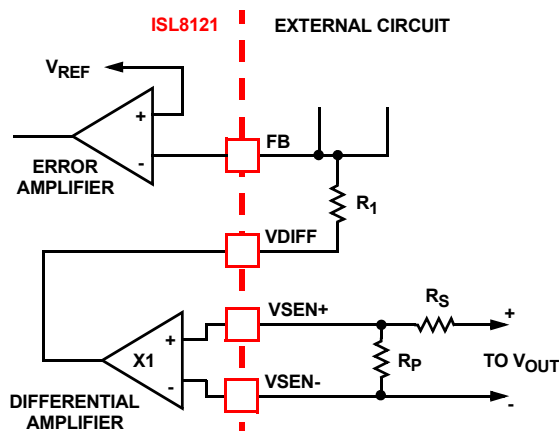 ISL8121 EXTERNAL CIRCUIT
VREF
+
-
FB
ERROR
AMPLIFIER
R1
VDIFF
VSEN+
RS
+
+
X1
RP
TO VOUT
-
VSEN-
-
DIFFERENTIAL
AMPLIFIER